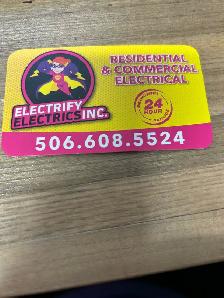 RESIDENTIAL
& COMMERCIAL
ELECTRICAL
ELECTRIFY
ELECTRICS INC.
24
HOUR
506.608.5524